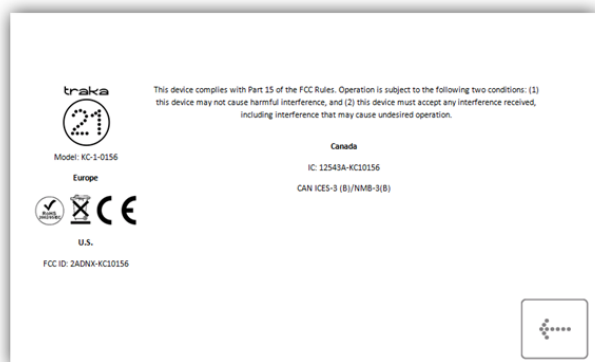 traka
21
Model: KC-1-0156
Europe
CE
U.S.
FCC ID: 2ADNX-KC10156
This device complies with Part 15 of the FCC Rules. Operation is subject to the following two conditions: (1)
this device may not cause harmful interference, and (2) this device must accept any interference received,
including interference that may cause undesired operation.
Canada
IC: 12543A-KC10156
CAN ICES-3 (B)/NMB-3(B)